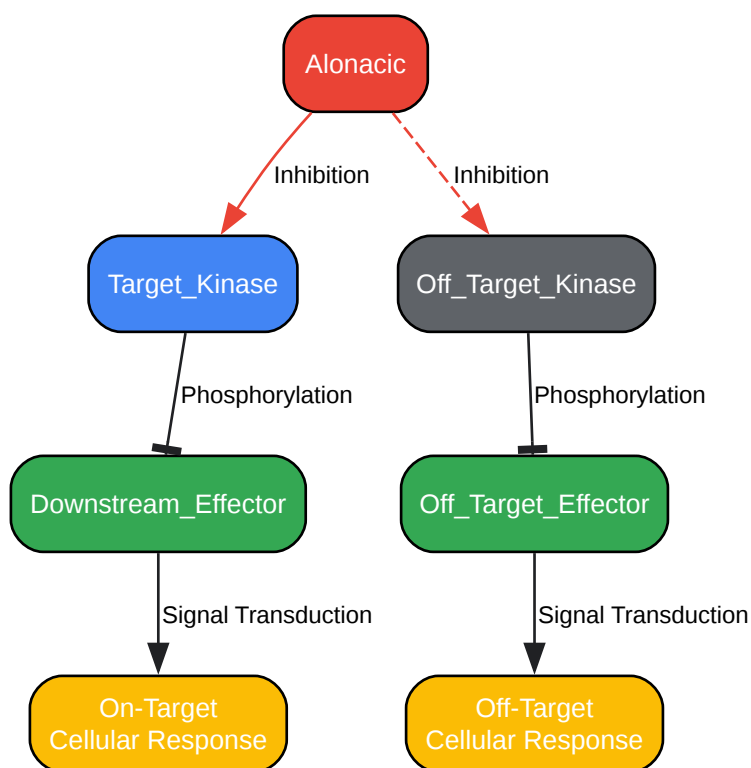 Alonacic
Inhibition
Inhibition
Target_Kinase
Off_Target_Kinase
Phosphorylation
Phosphorylation
Downstream_Effector
Off_Target_Effector
Signal Transduction
Signal Transduction
On-Target
Cellular Response
Off-Target
Cellular Response